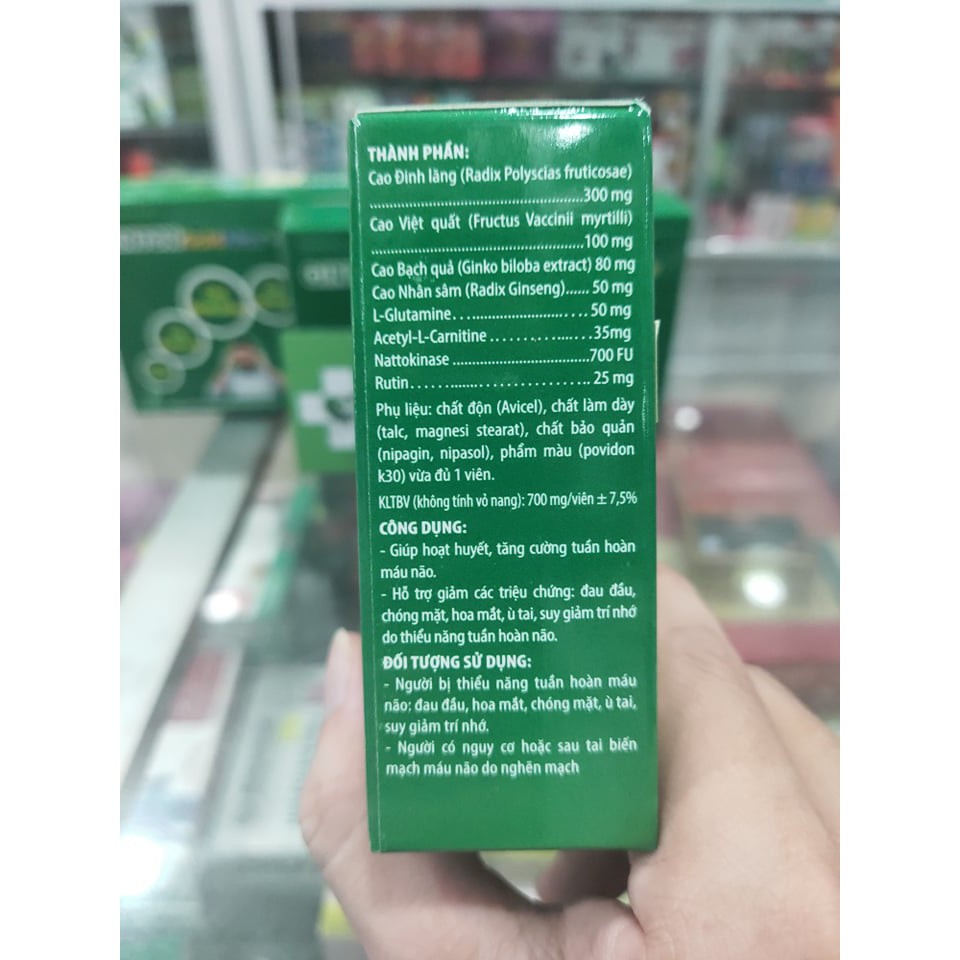 THÀNH PHẦN:
Cao Đinh lăng (Radix Polyscias fruticosae)
........................................300 mg
Cao Việt quất (Fructus Vaccinii myrtilli)
........................................100 mg
Cao Bạch quả (Ginko biloba extract) 80 mg
Cao Nhân sâm (Radix Ginseng)...... 50 mg
L-Glutamine............................. 50 mg
Acetyl-L-Carnitine ....................35mg
Nattokinase ..............................700 FU
Rutin................................... 25 mg
Phụ liệu: chất độn (Avicel), chất làm dày
(talc, magnesi stearat), chất bảo quản
(nipagin, nipasol), phẩm màu (povidon
k30) vừa đủ 1 viên.
KLTBV (không tính vỏ nang): 700 mg/viên ± 7,5%
CÔNG DỤNG:
- Giúp hoạt huyết, tăng cường tuần hoàn
máu não.
- Hỗ trợ giảm các triệu chứng: đau đầu,
chóng mặt, hoa mắt, ù tai, suy giảm trí nhớ
do thiểu năng tuần hoàn não.
ĐỐI TƯỢNG SỬ DỤNG:
- Người bị thiểu năng tuần hoàn máu
não: đau đầu, hoa mắt, chóng mặt, ù tai,
suy giảm trí nhớ.
- Người có nguy cơ hoặc sau tai biến
mạch máu não do nghẽn mạch